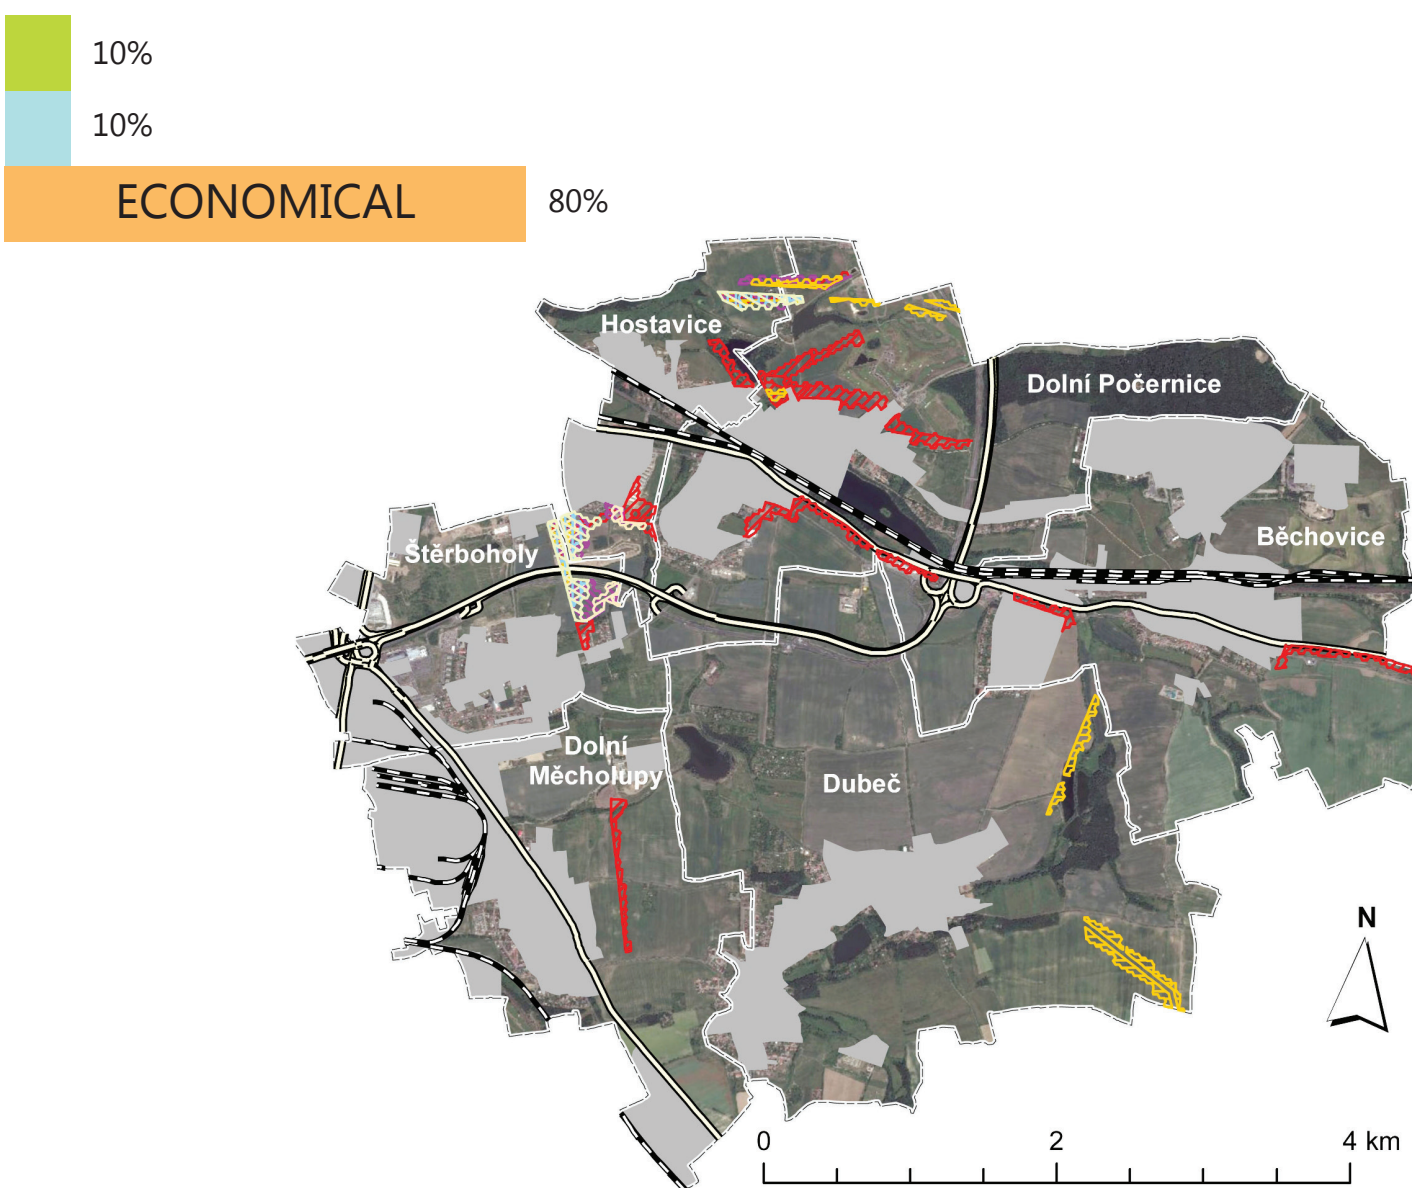 10%
10%
ECONOMICAL 80%
Hostavice
Dolní Počernice
Štěrboholy
Běchovice
Dolní
Měcholupy
Dubeč
N
0 2 4 km